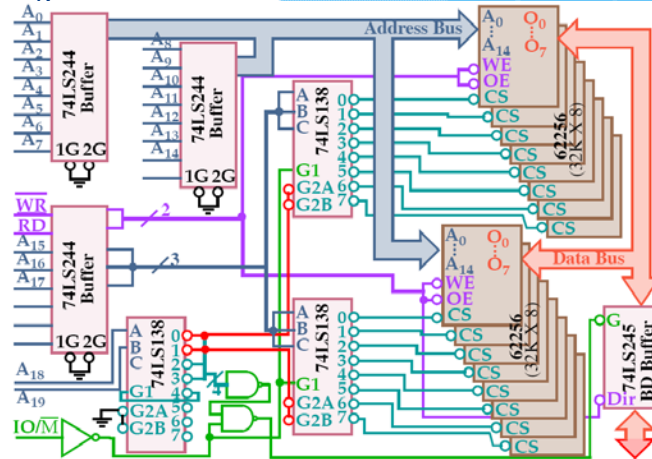 A0
A1
A2
A3
A4
A5
A6
A7
74LS244
Buffer
1G 2G
A8
A9
A10
A11
A12
A13
A14
74LS244
Buffer
1G 2G
Address Bus
A0
A14
O0
O7
WE
OE
CS
CS
CS
CS
CS
CS
CS
CS
62256
(32K X 8)
74LS138
A
B
C
G1
G2A
G2B
0
1
2
3
4
5
6
7
WR
RD
A15
A16
A17
74LS244
Buffer
1G 2G
2
3
A0
A14
O0
O7
Data Bus
WE
OE
CS
CS
CS
CS
CS
CS
CS
CS
62256
(32K X 8)
74LS138
A
B
C
G1
G2A
G2B
0
1
2
3
4
5
6
7
A18
A19
IO/M
74LS138
A
B
C
G1
G2A
G2B
0
1
2
3
4
5
6
7
4
G
Dir
74LS245
BD Buffer